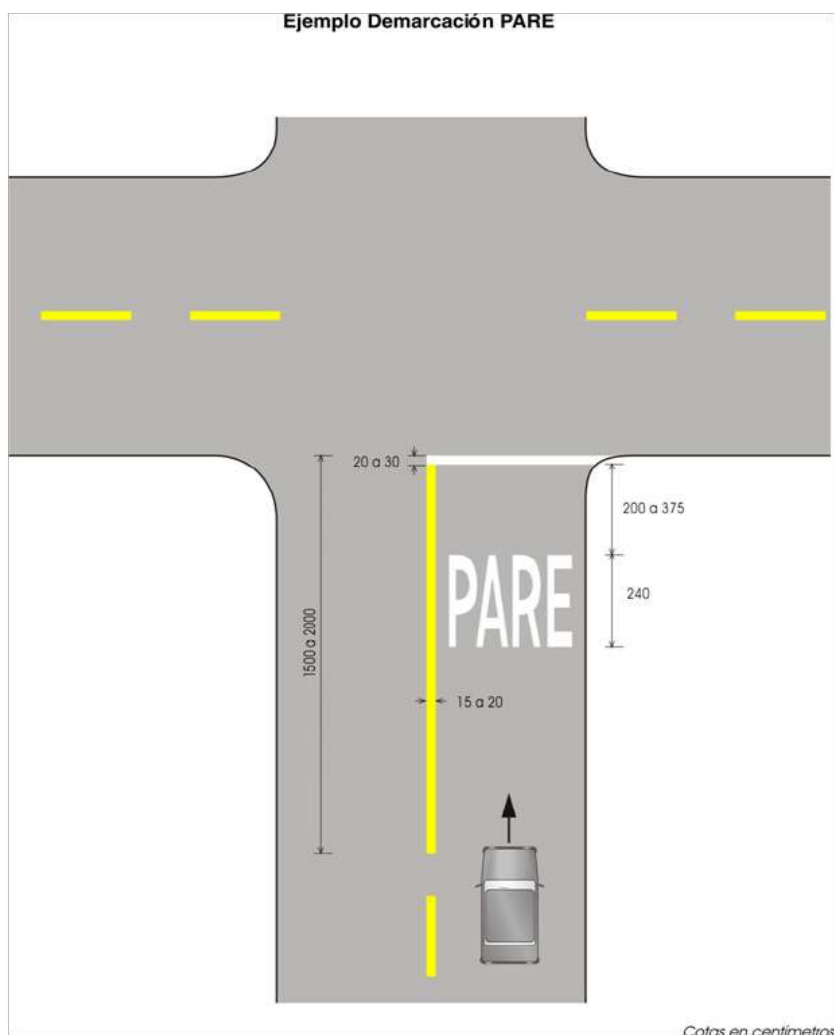 Ejemplo Demarcación PARE
20 a 30
200 a 375
PARE
240
1500 a 2000
15 a 20
Cotas en centímetros